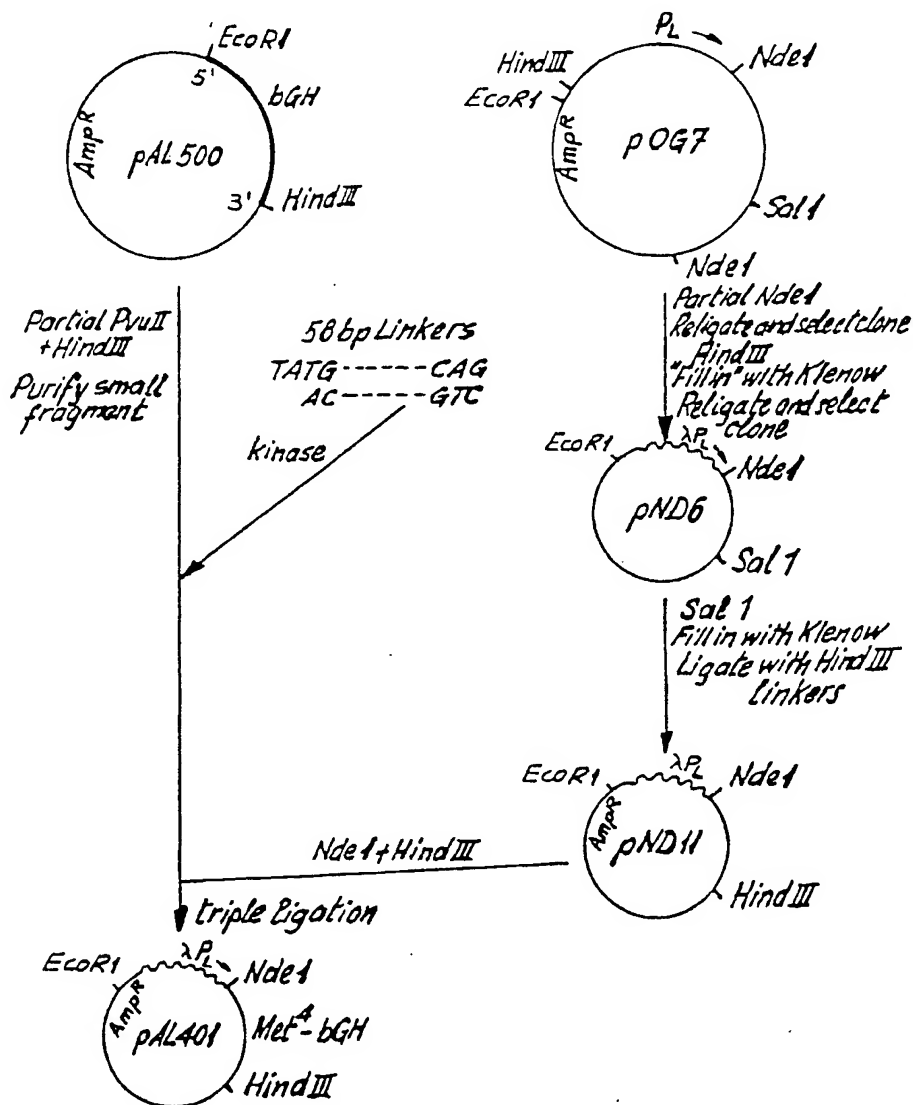 EcoR1
5'
bGH
AmpR
pAL500
3'
HindIII
PL
Nde1
HindIII
EcoR1
AmpR
pOG7
Sal1
Nde1
Partial PvuII
+HindIII
Purify small
fragment
58bp Linkers
TATG------CAG
AC-----GTC
kinase
Partial Nde1
Religate and select clone
HindIII
"Fill in" with Klenow
Religate and select
clone
EcoR1
λPL
Nde1
pND6
Sal1
Sal 1
Fill in with Klenow
Ligate with HindIII
linkers
EcoR1
λPL
Nde1
AmpR
pND11
HindIII
Nde1+HindIII
triple ligation
EcoR1
λPL
Nde1
AmpR
pAL401
Met4-bGH
HindIII